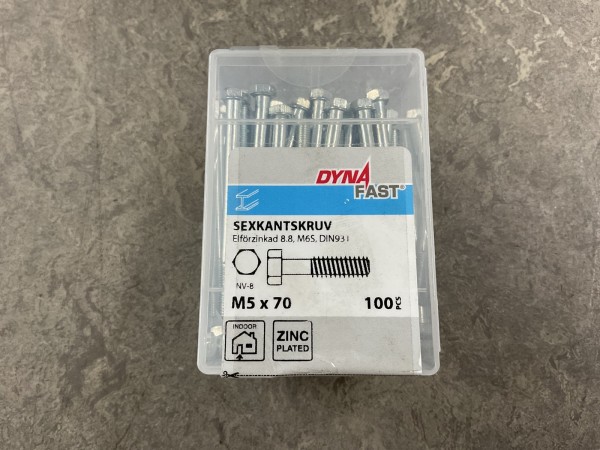 DYNA
FAST®
SEXKANTSKRUV
Elförzinkad 8.8, M6S, DIN931
NV-8
M5 x 70 100 PCS
INDOOR
ZINC
PLATED